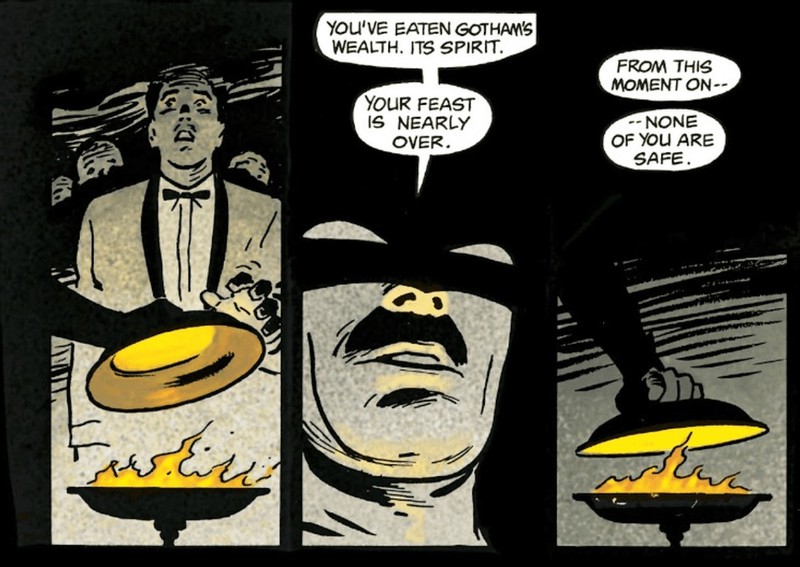 YOU'VE EATEN GOTHAM'S
WEALTH. ITS SPIRIT.
YOUR FEAST
IS NEARLY
OVER.
FROM THIS
MOMENT ON--
--NONE
OF YOU ARE
SAFE.